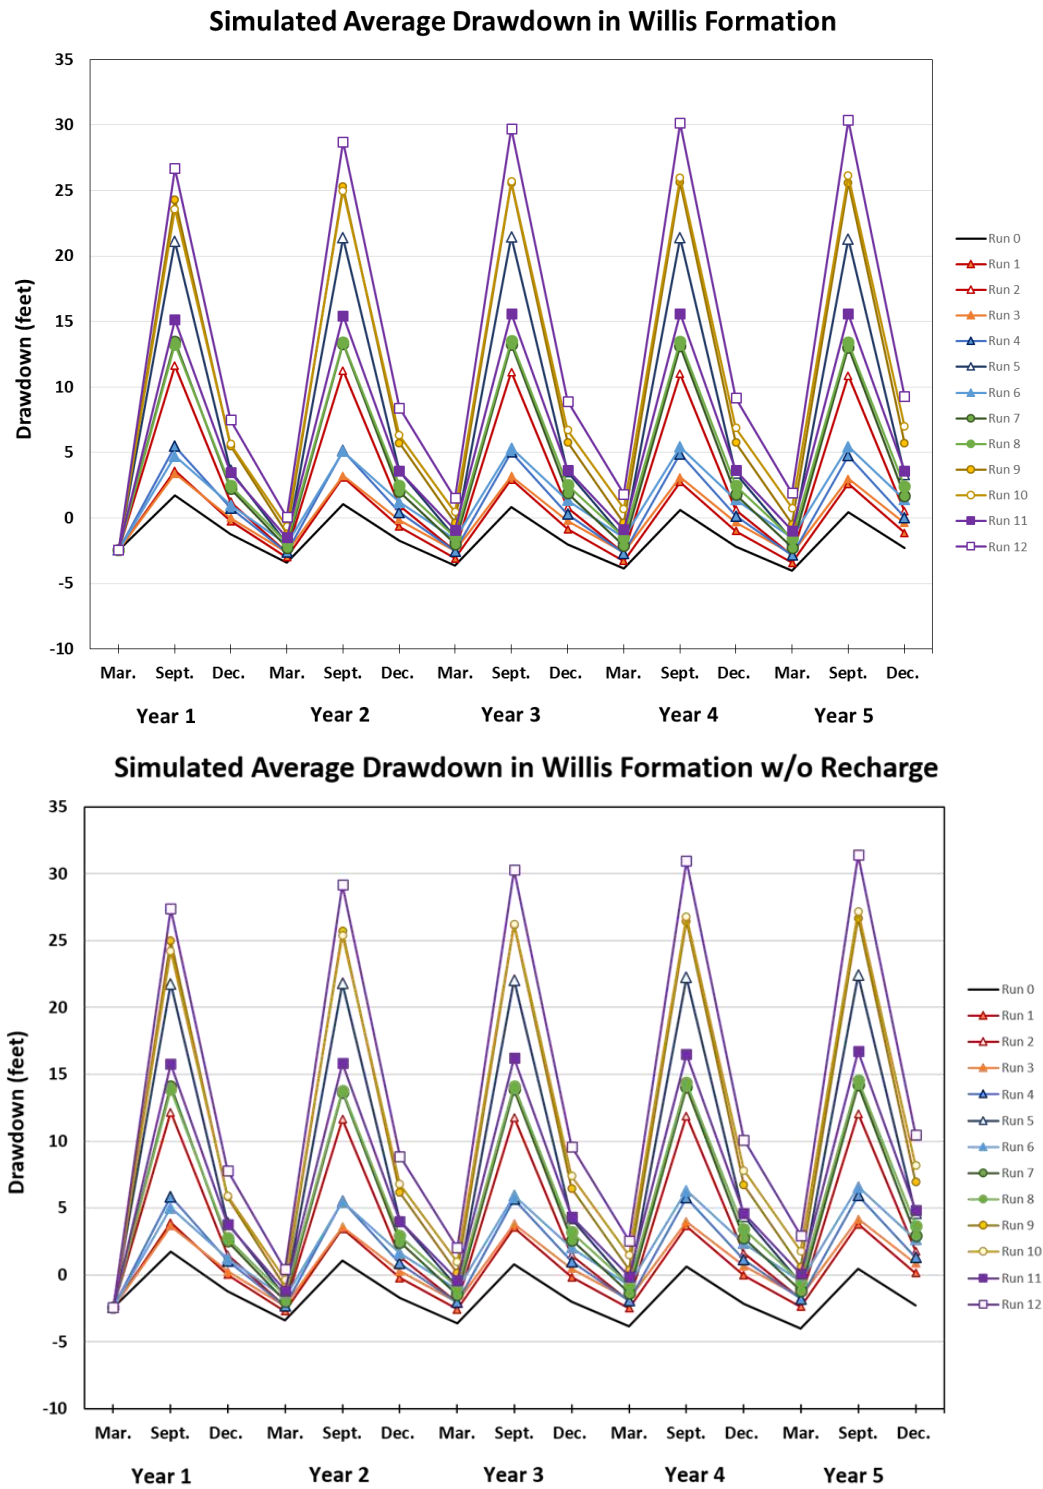 Simulated Average Drawdown in Willis Formation
35
30
25
20
15
10
5
0
-5
-10
Drawdown (feet)
Mar. Sept. Dec. Mar. Sept. Dec. Mar. Sept. Dec. Mar. Sept. Dec. Mar. Sept. Dec.
Year 1 Year 2 Year 3 Year 4 Year 5
Run 0
Run 1
Run 2
Run 3
Run 4
Run 5
Run 6
Run 7
Run 8
Run 9
Run 10
Run 11
Run 12
Simulated Average Drawdown in Willis Formation w/o Recharge
35
30
25
20
15
10
5
0
-5
-10
Drawdown (feet)
Mar. Sept. Dec. Mar. Sept. Dec. Mar. Sept. Dec. Mar. Sept. Dec. Mar. Sept. Dec.
Year 1 Year 2 Year 3 Year 4 Year 5
Run 0
Run 1
Run 2
Run 3
Run 4
Run 5
Run 6
Run 7
Run 8
Run 9
Run 10
Run 11
Run 12